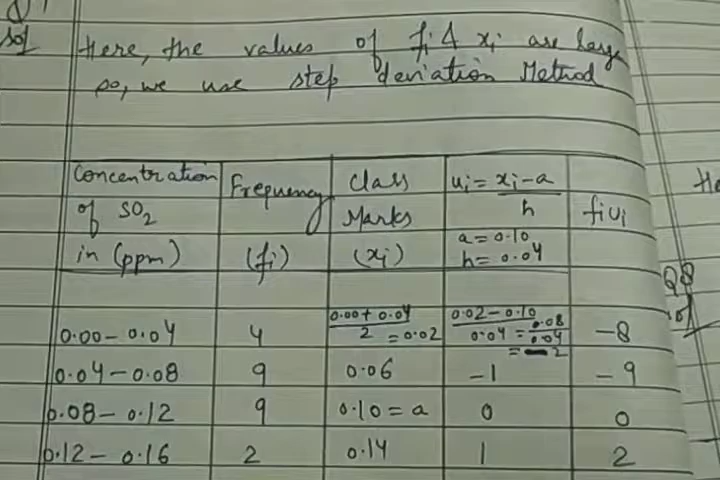 Sol Here, the values of fi & xi are large
so, we use step deviation Method
Concentration of SO2 in (ppm) | Frequency (fi) | Class Marks (xi) | ui = xi - a / h a = 0.10 h = 0.04 | fiui
0.00 - 0.04 | 4 | 0.00 + 0.04 / 2 = 0.02 | 0.02 - 0.10 / 0.04 = 0.08 / 0.04 = -2 | -8
0.04 - 0.08 | 9 | 0.06 | -1 | -9
0.08 - 0.12 | 9 | 0.10 = a | 0 | 0
0.12 - 0.16 | 2 | 0.14 | 1 | 2